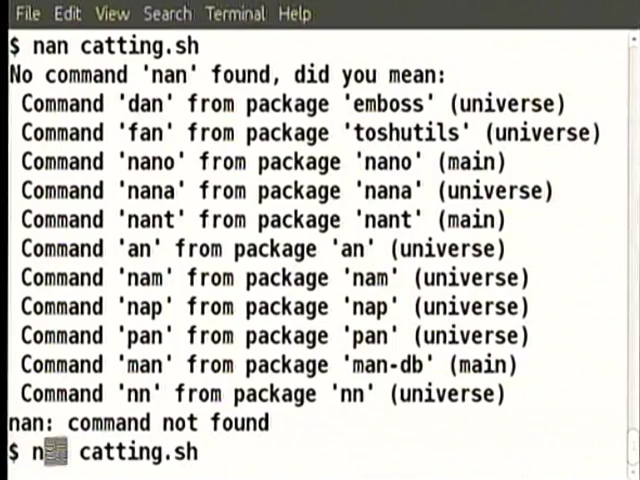 File Edit View Search Terminal Help
$ nan catting.sh
No command 'nan' found, did you mean:
Command 'dan' from package 'emboss' (universe)
Command 'fan' from package 'toshutils' (universe)
Command 'nano' from package 'nano' (main)
Command 'nana' from package 'nana' (universe)
Command 'nant' from package 'nant' (main)
Command 'an' from package 'an' (universe)
Command 'nam' from package 'nam' (universe)
Command 'nap' from package 'nap' (universe)
Command 'pan' from package 'pan' (universe)
Command 'man' from package 'man-db' (main)
Command 'nn' from package 'nn' (universe)
nan: command not found
$ catting.sh